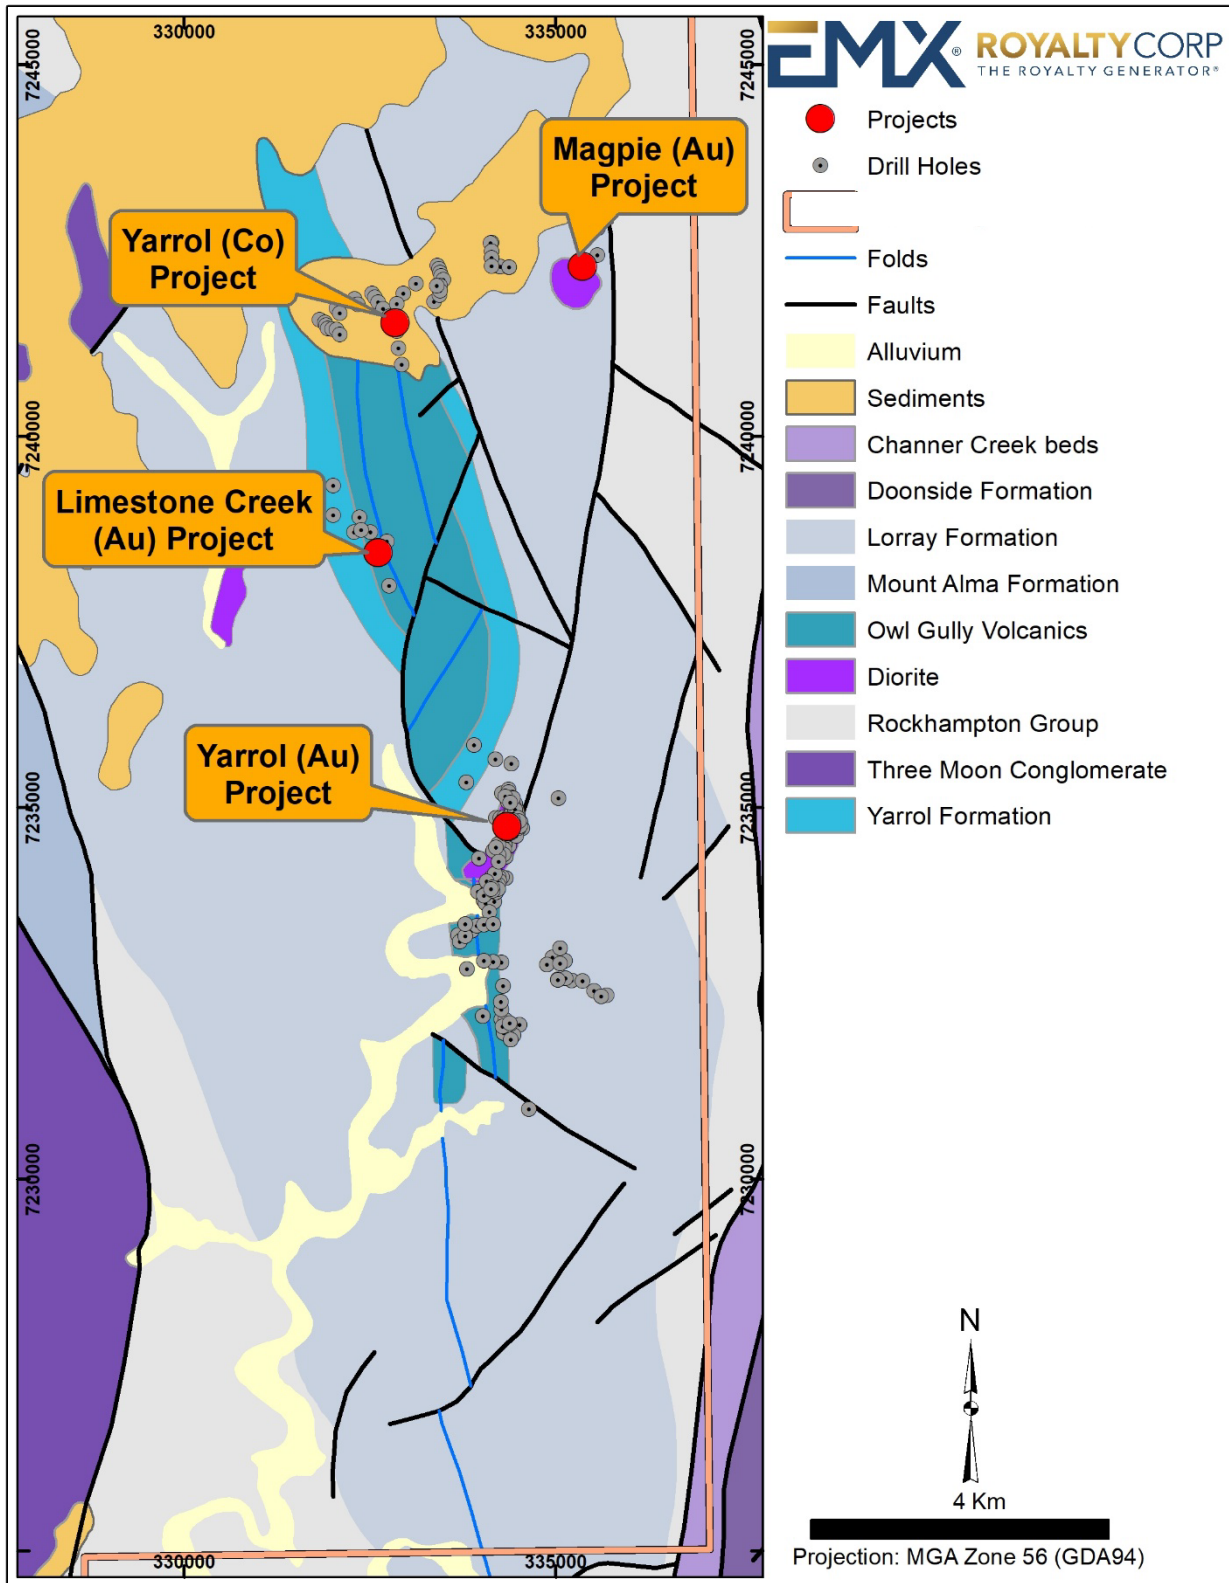 330000
335000
7245000
7245000
EMX® ROYALTYCORP
THE ROYALTY GENERATOR®
Projects
Drill Holes
Folds
Faults
Alluvium
Sediments
Channer Creek beds
Doonside Formation
Lorray Formation
Mount Alma Formation
Owl Gully Volcanics
Diorite
Rockhampton Group
Three Moon Conglomerate
Yarrol Formation
Magpie (Au)
Project
Yarrol (Co)
Project
7240000
7240000
Limestone Creek
(Au) Project
Yarrol (Au)
Project
7235000
7235000
7230000
7230000
330000
335000
N
4 Km
Projection: MGA Zone 56 (GDA94)